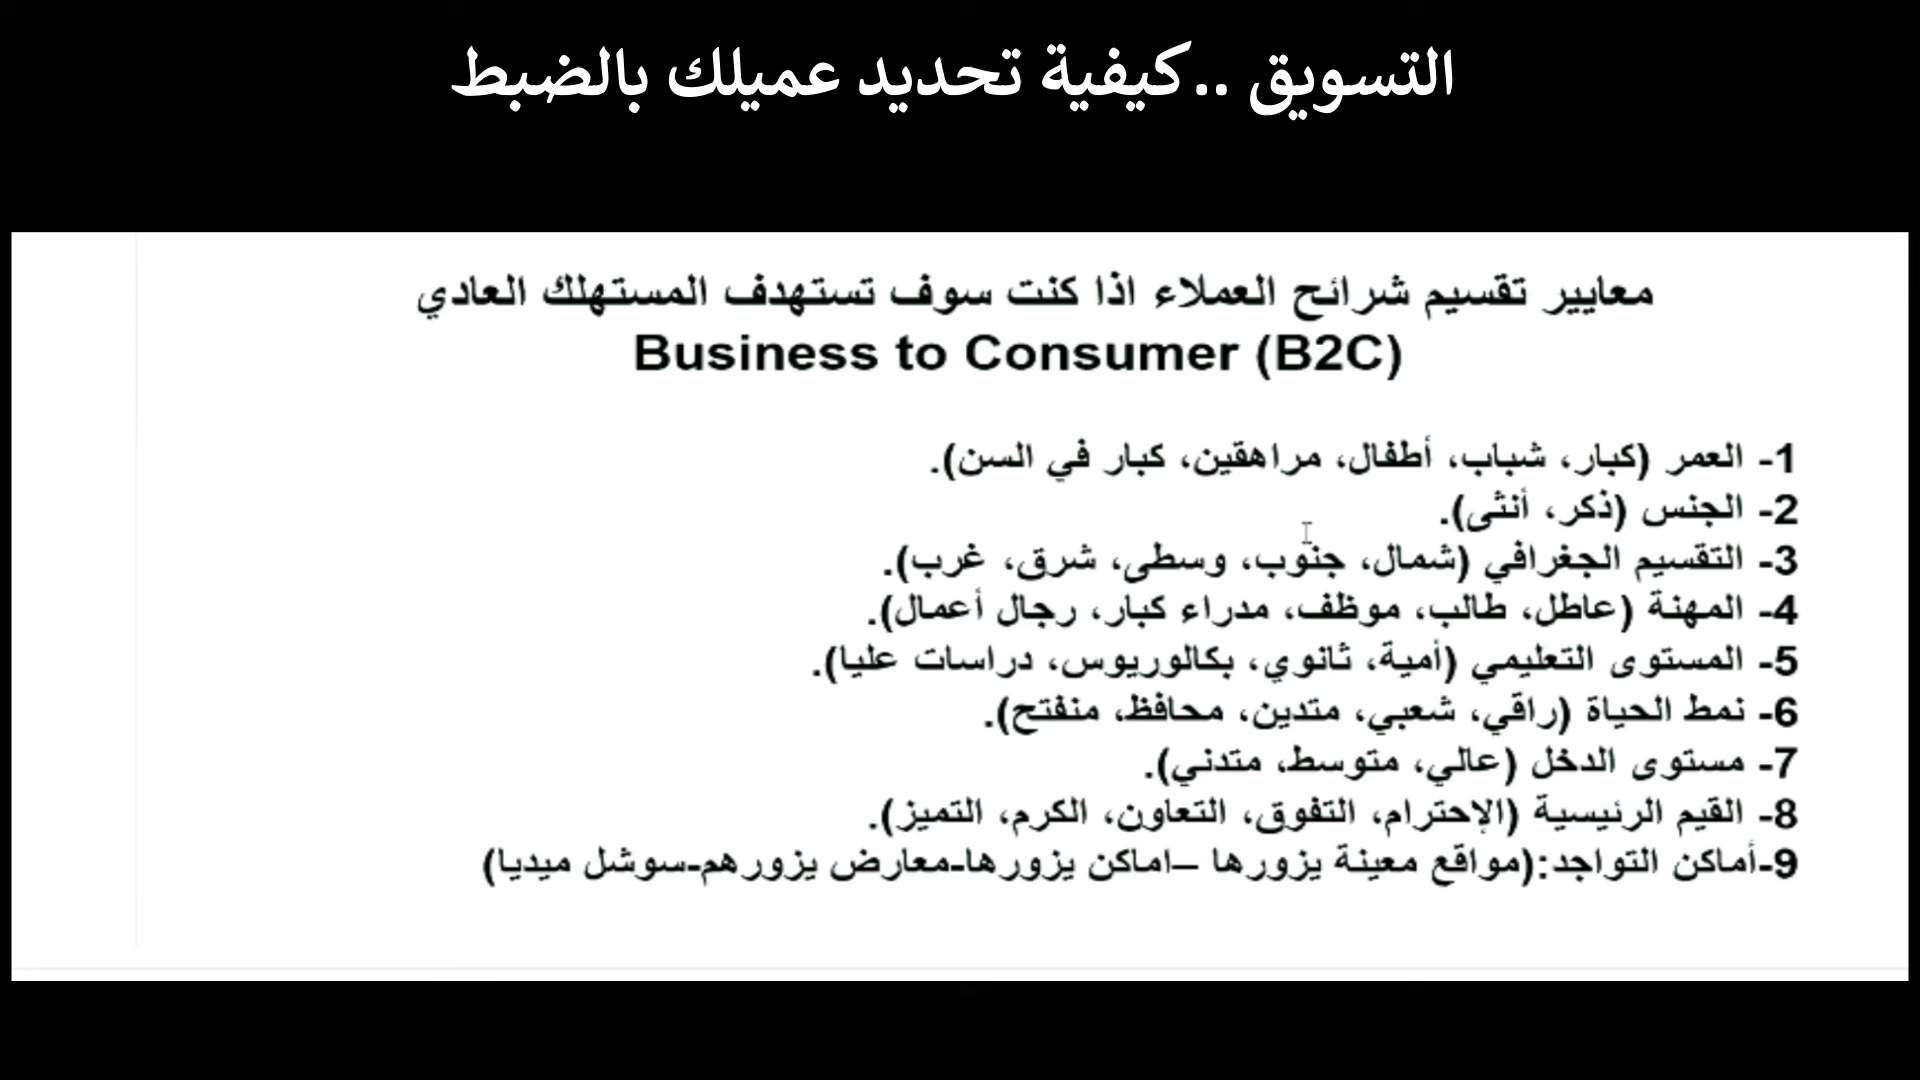 التسويق ..كيفية تحديد عميلك بالضبط
معايير تقسيم شرائح العملاء اذا كنت سوف تستهدف المستهلك العادي
Business to Consumer (B2C)
1- العمر (كبار، شباب، أطفال، مراهقين، كبار في السن).
2- الجنس (ذكر، أنثى).
3- التقسيم الجغرافي (شمال، جنوب، وسطى، شرق، غرب).
4- المهنة (عاطل، طالب، موظف، مدراء كبار، رجال أعمال).
5- المستوى التعليمي (أمية، ثانوي، بكالوريوس، دراسات عليا).
6- نمط الحياة (راقي، شعبي، متدين، محافظ، منفتح).
7- مستوى الدخل (عالي، متوسط، متدني).
8- القيم الرئيسية (الإحترام، التفوق، التعاون، الكرم، التميز).
9-أماكن التواجد:(مواقع معينة يزورها –اماكن يزورها-معارض يزورهم-سوشل ميديا)